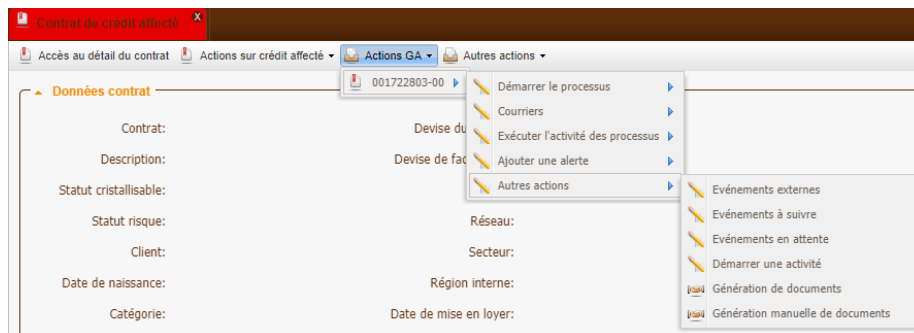 Contrat de crédit affecté X
Accès au détail du contrat Actions sur crédit affecté Actions GA Autres actions
001722803-00
Démarrer le processus
Courriers
Exécuter l'activité des processus
Ajouter une alerte
Autres actions
Evénements externes
Evénements à suivre
Evénements en attente
Démarrer une activité
Génération de documents
Génération manuelle de documents
Données contrat
Contrat: Devise du
Description: Devise de fac
Statut cristallisable:
Statut risque: Réseau:
Client: Secteur:
Date de naissance: Région interne:
Catégorie: Date de mise en loyer: